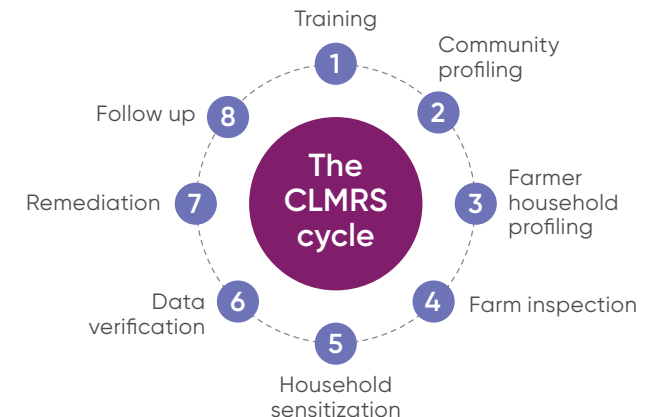 Training
1
Community
profiling
2
Farmer
household
profiling
3
Farm inspection
4
Household
sensitization
5
Data
verification
6
Remediation
7
Follow up
8
The
CLMRS
cycle